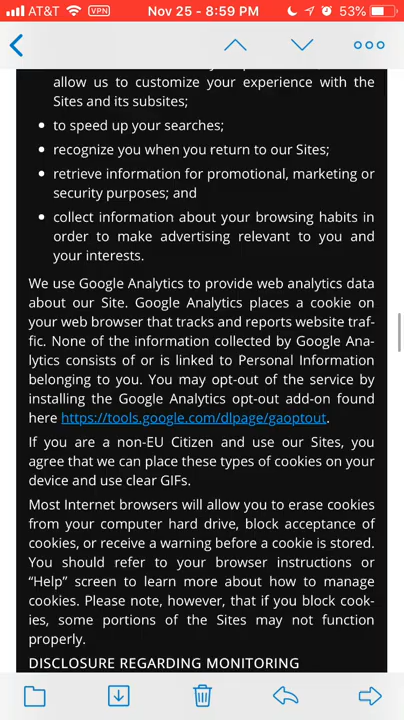 AT&T VPN Nov 25 - 8:59 PM 53%
allow us to customize your experience with the
Sites and its subsites;
• to speed up your searches;
• recognize you when you return to our Sites;
• retrieve information for promotional, marketing or
security purposes; and
• collect information about your browsing habits in
order to make advertising relevant to you and
your interests.
We use Google Analytics to provide web analytics data
about our Site. Google Analytics places a cookie on
your web browser that tracks and reports website traf-
fic. None of the information collected by Google Ana-
lytics consists of or is linked to Personal Information
belonging to you. You may opt-out of the service by
installing the Google Analytics opt-out add-on found
here https://tools.google.com/dlpage/gaoptout.
If you are a non-EU Citizen and use our Sites, you
agree that we can place these types of cookies on your
device and use clear GIFs.
Most Internet browsers will allow you to erase cookies
from your computer hard drive, block acceptance of
cookies, or receive a warning before a cookie is stored.
You should refer to your browser instructions or
“Help” screen to learn more about how to manage
cookies. Please note, however, that if you block cook-
ies, some portions of the Sites may not function
properly.
DISCLOSURE REGARDING MONITORING